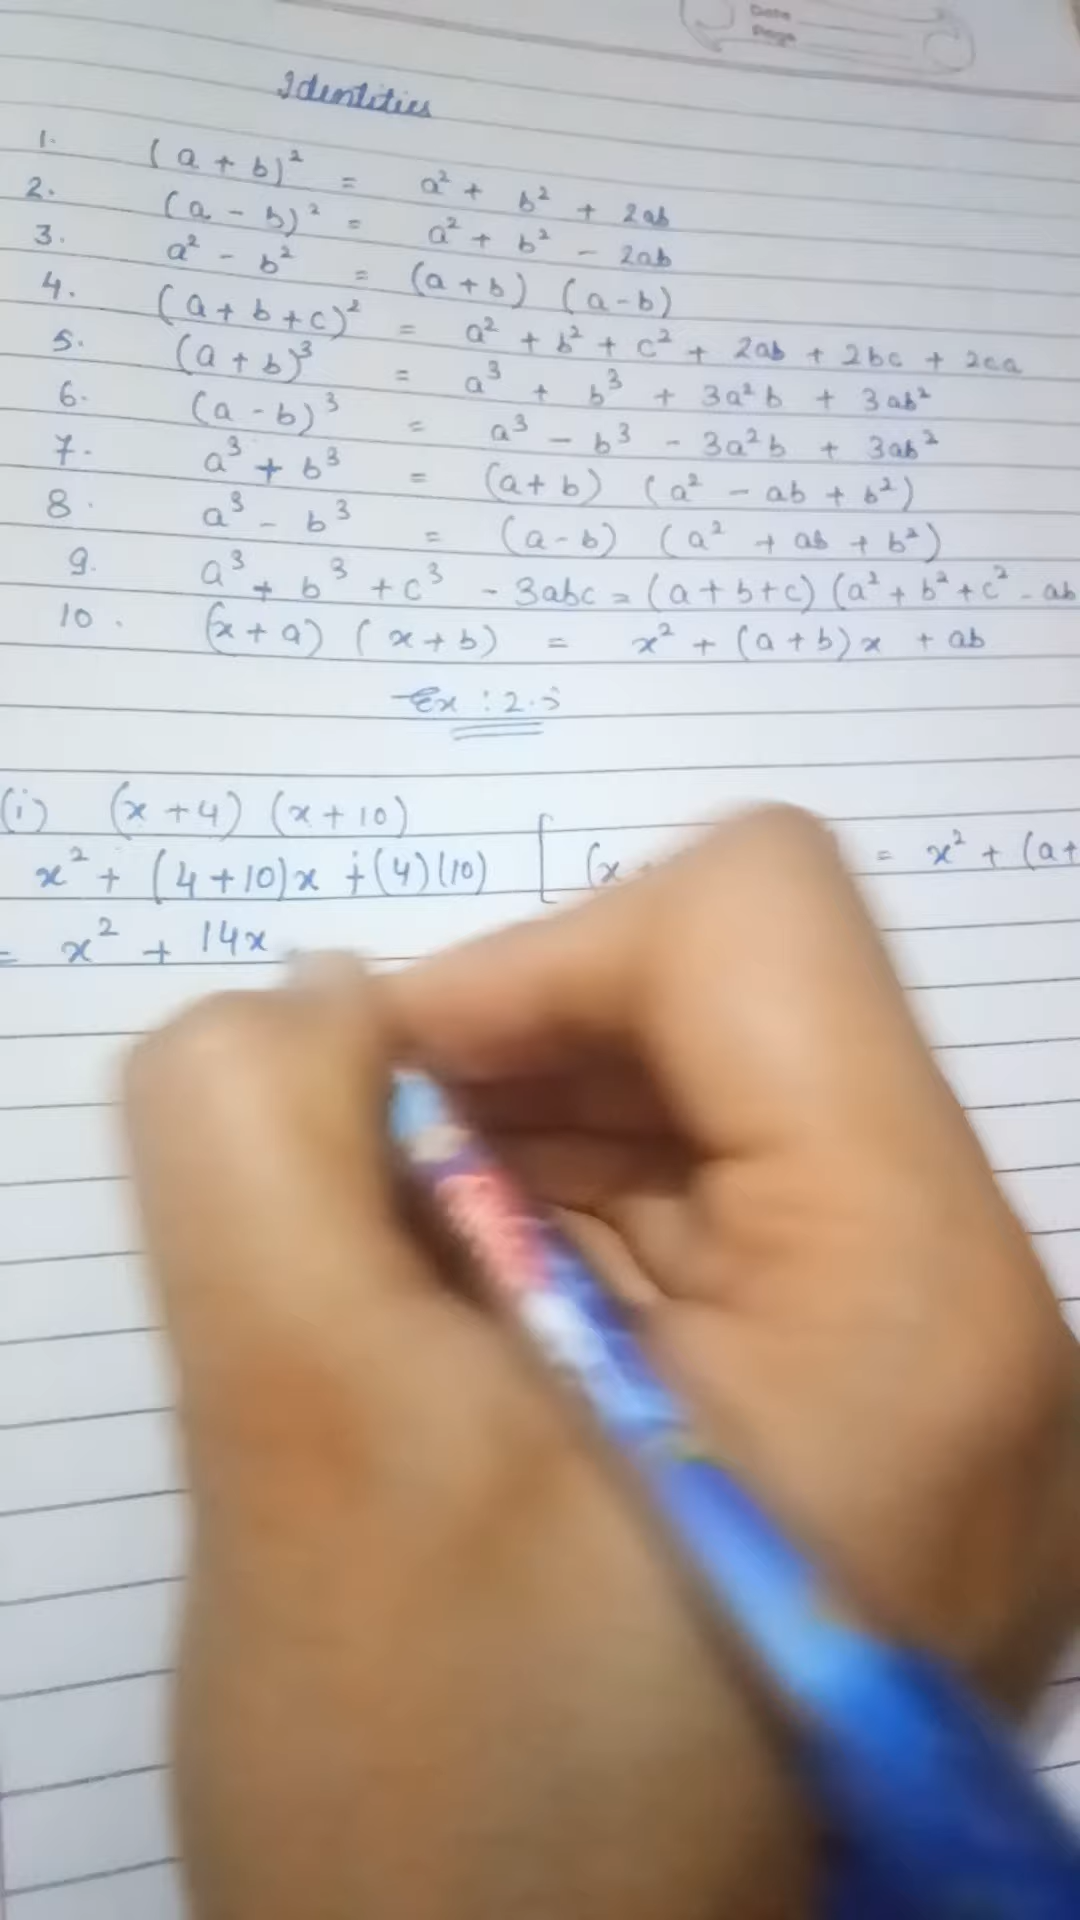 Date
Page
Identities
1. (a + b)² = a² + b² + 2ab
2. (a - b)² = a² + b² - 2ab
3. a² - b² = (a + b) (a - b)
4. (a + b + c)² = a² + b² + c² + 2ab + 2bc + 2ca
5. (a + b)³ = a³ + b³ + 3a²b + 3ab²
6. (a - b)³ = a³ - b³ - 3a²b + 3ab²
7. a³ + b³ = (a + b) (a² - ab + b²)
8. a³ - b³ = (a - b) (a² + ab + b²)
9. a³ + b³ + c³ - 3abc = (a + b + c) (a² + b² + c² - ab
10. (x + a) (x + b) = x² + (a + b) x + ab
Ex : 2.5
(i) (x + 4) (x + 10)
x² + (4 + 10)x + (4)(10) [ (x = x² + (a +
= x² + 14x